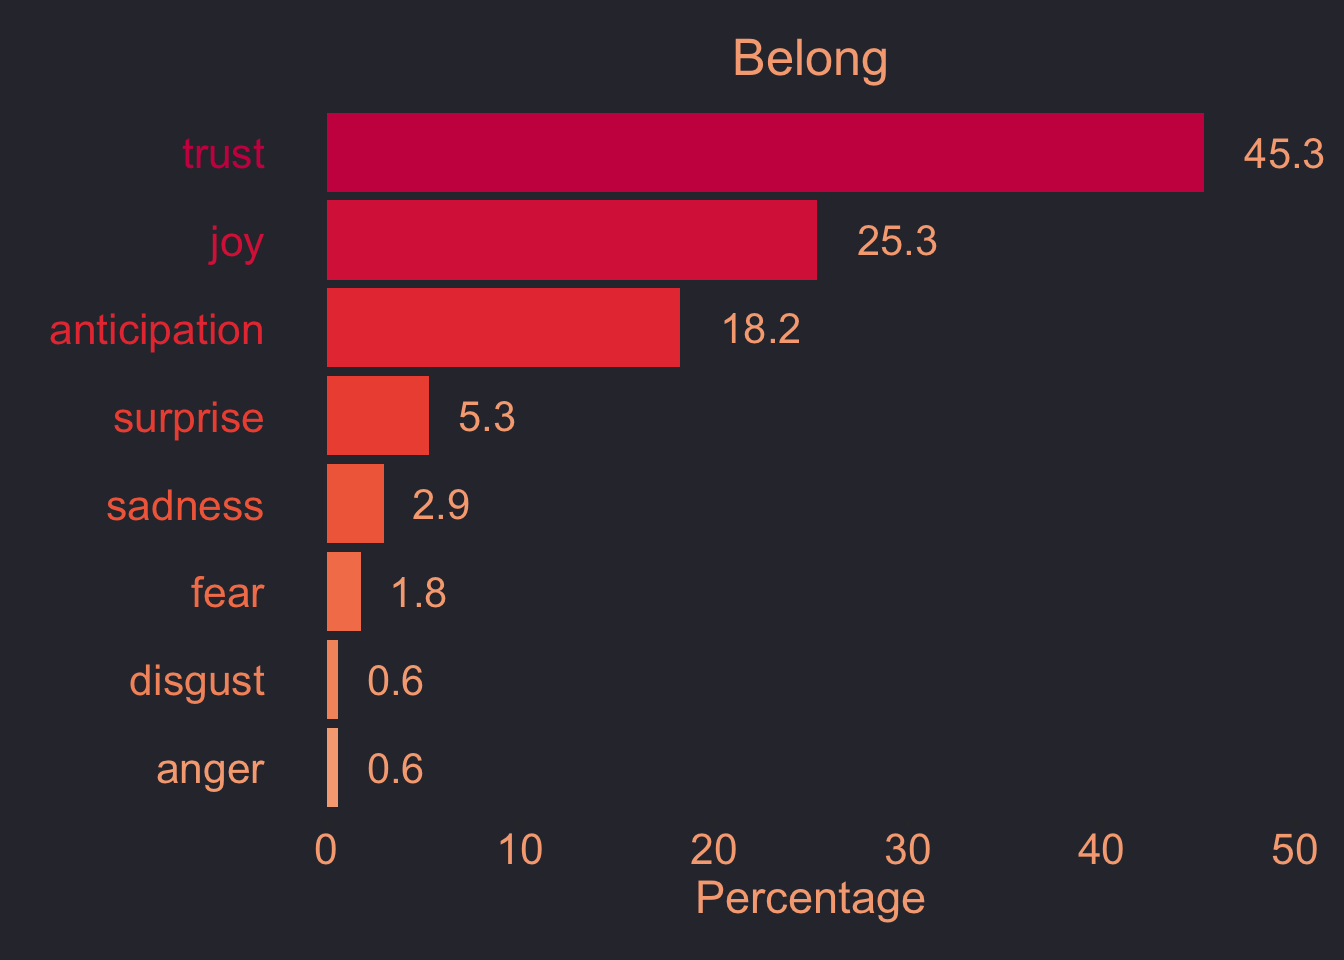 Belong
trust 45.3
joy 25.3
anticipation 18.2
surprise 5.3
sadness 2.9
fear 1.8
disgust 0.6
anger 0.6
0 10 20 30 40 50
Percentage